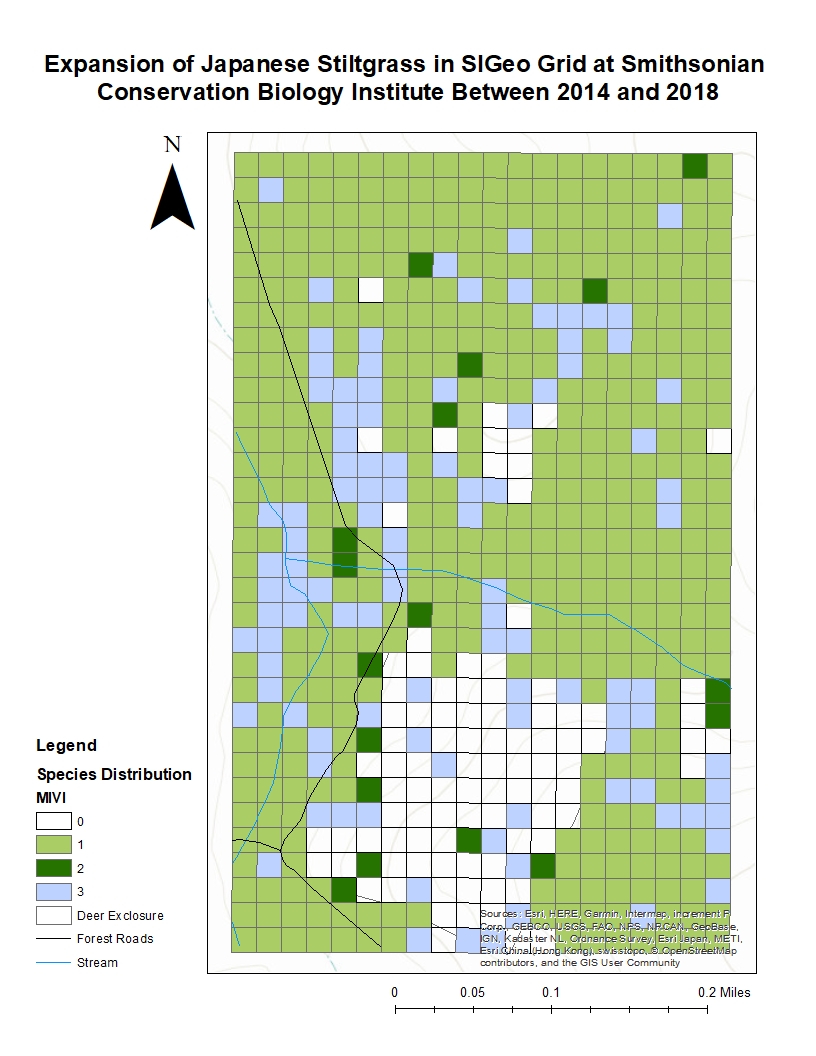 Expansion of Japanese Stiltgrass in SIGeo Grid at Smithsonian
Conservation Biology Institute Between 2014 and 2018
N
Legend
Species Distribution
MIVI
0
1
2
3
Deer Exclosure
Forest Roads
Stream
Sources: Esri, HERE, Garmin, Intermap, increment P
Corp., GEBCO, USGS, FAO, NPS, NRCAN, GeoBase,
IGN, Kadaster NL, Ordnance Survey, Esri Japan, METI,
Esri China (Hong Kong), swisstopo, © OpenStreetMap
contributors, and the GIS User Community
0 0.05 0.1 0.2 Miles